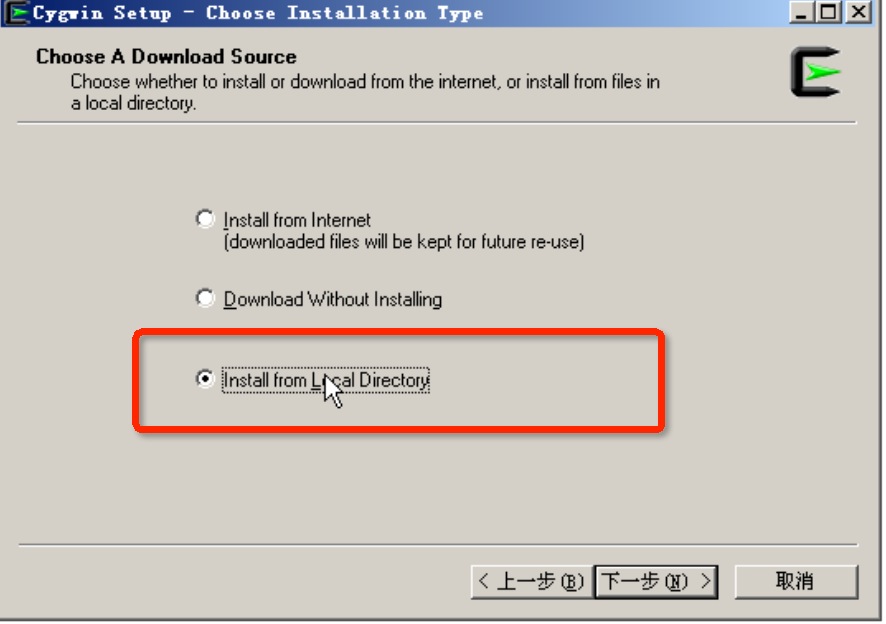 Cygwin Setup - Choose Installation Type
Choose A Download Source
Choose whether to install or download from the internet, or install from files in
a local directory.
Install from Internet
(downloaded files will be kept for future re-use)
Download Without Installing
Install from Local Directory
< 上一步(B) 下一步(N) > 取消